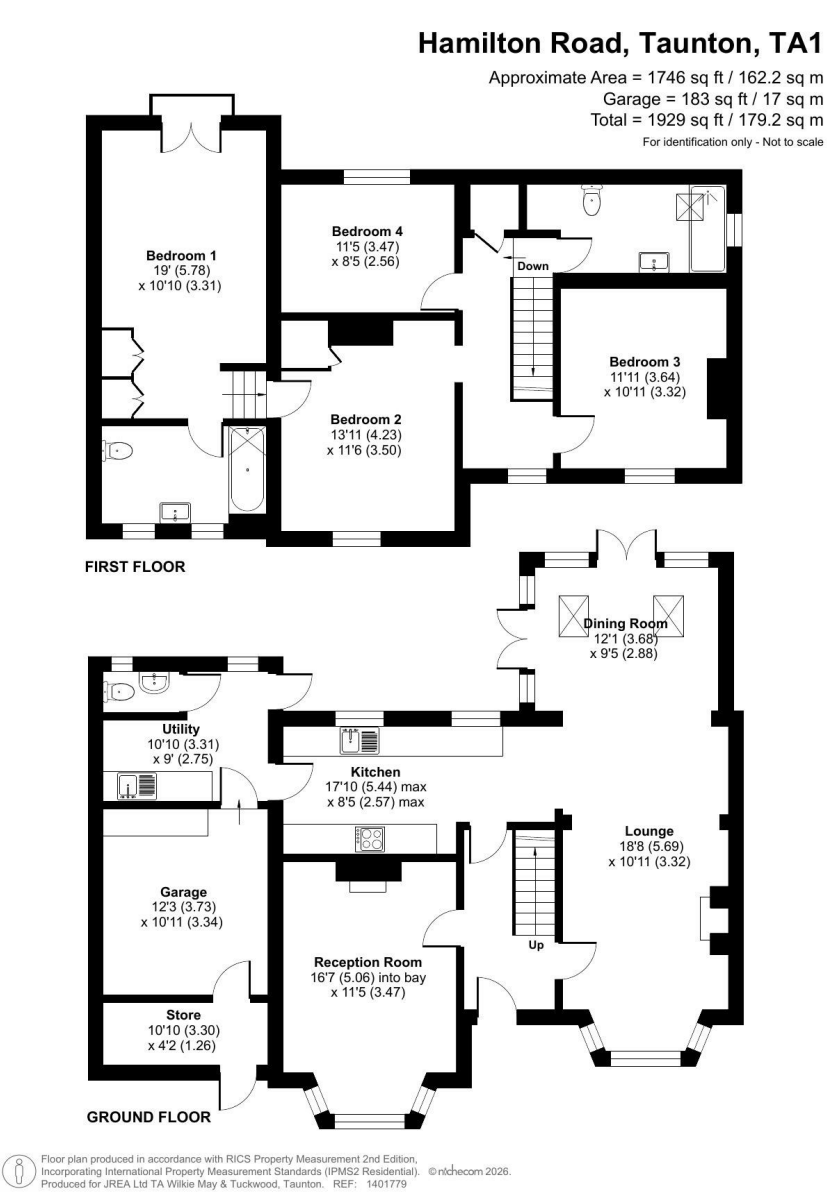 Hamilton Road, Taunton, TA1
Approximate Area = 1746 sq ft / 162.2 sq m
Garage = 183 sq ft / 17 sq m
Total = 1929 sq ft / 179.2 sq m
For identification only - Not to scale
Bedroom 1
19' (5.78)
x 10'10 (3.31)
Bedroom 4
11'5 (3.47)
x 8'5 (2.56)
Down
Bedroom 3
11'11 (3.64)
x 10'11 (3.32)
Bedroom 2
13'11 (4.23)
x 11'6 (3.50)
FIRST FLOOR
Dining Room
12'1 (3.68)
x 9'5 (2.88)
Utility
10'10 (3.31)
x 9' (2.75)
Kitchen
17'10 (5.44) max
x 8'5 (2.57) max
Lounge
18'8 (5.69)
x 10'11 (3.32)
Garage
12'3 (3.73)
x 10'11 (3.34)
Up
Reception Room
16'7 (5.06) into bay
x 11'5 (3.47)
Store
10'10 (3.30)
x 4'2 (1.26)
GROUND FLOOR
Floor plan produced in accordance with RICS Property Measurement 2nd Edition,
Incorporating International Property Measurement Standards (IPMS2 Residential). © nichecom 2026.
Produced for JREA Ltd TA Wilkie May & Tuckwood, Taunton. REF: 1401779